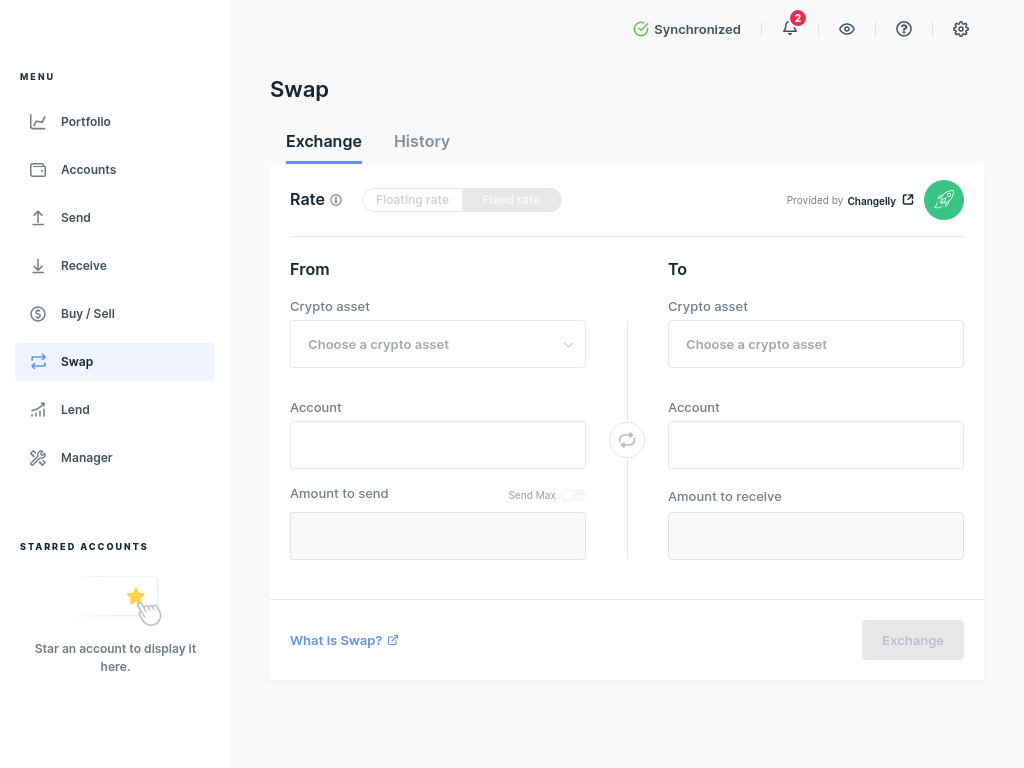 Synchronized
2
MENU
Portfolio
Accounts
Send
Receive
Buy / Sell
Swap
Lend
Manager
STARRED ACCOUNTS
Star an account to display it
here.
Swap
Exchange History
Rate Floating rate Fixed rate Provided by Changelly
From
Crypto asset
Choose a crypto asset
Account
Amount to send Send Max
To
Crypto asset
Choose a crypto asset
Account
Amount to receive
What is Swap? Exchange